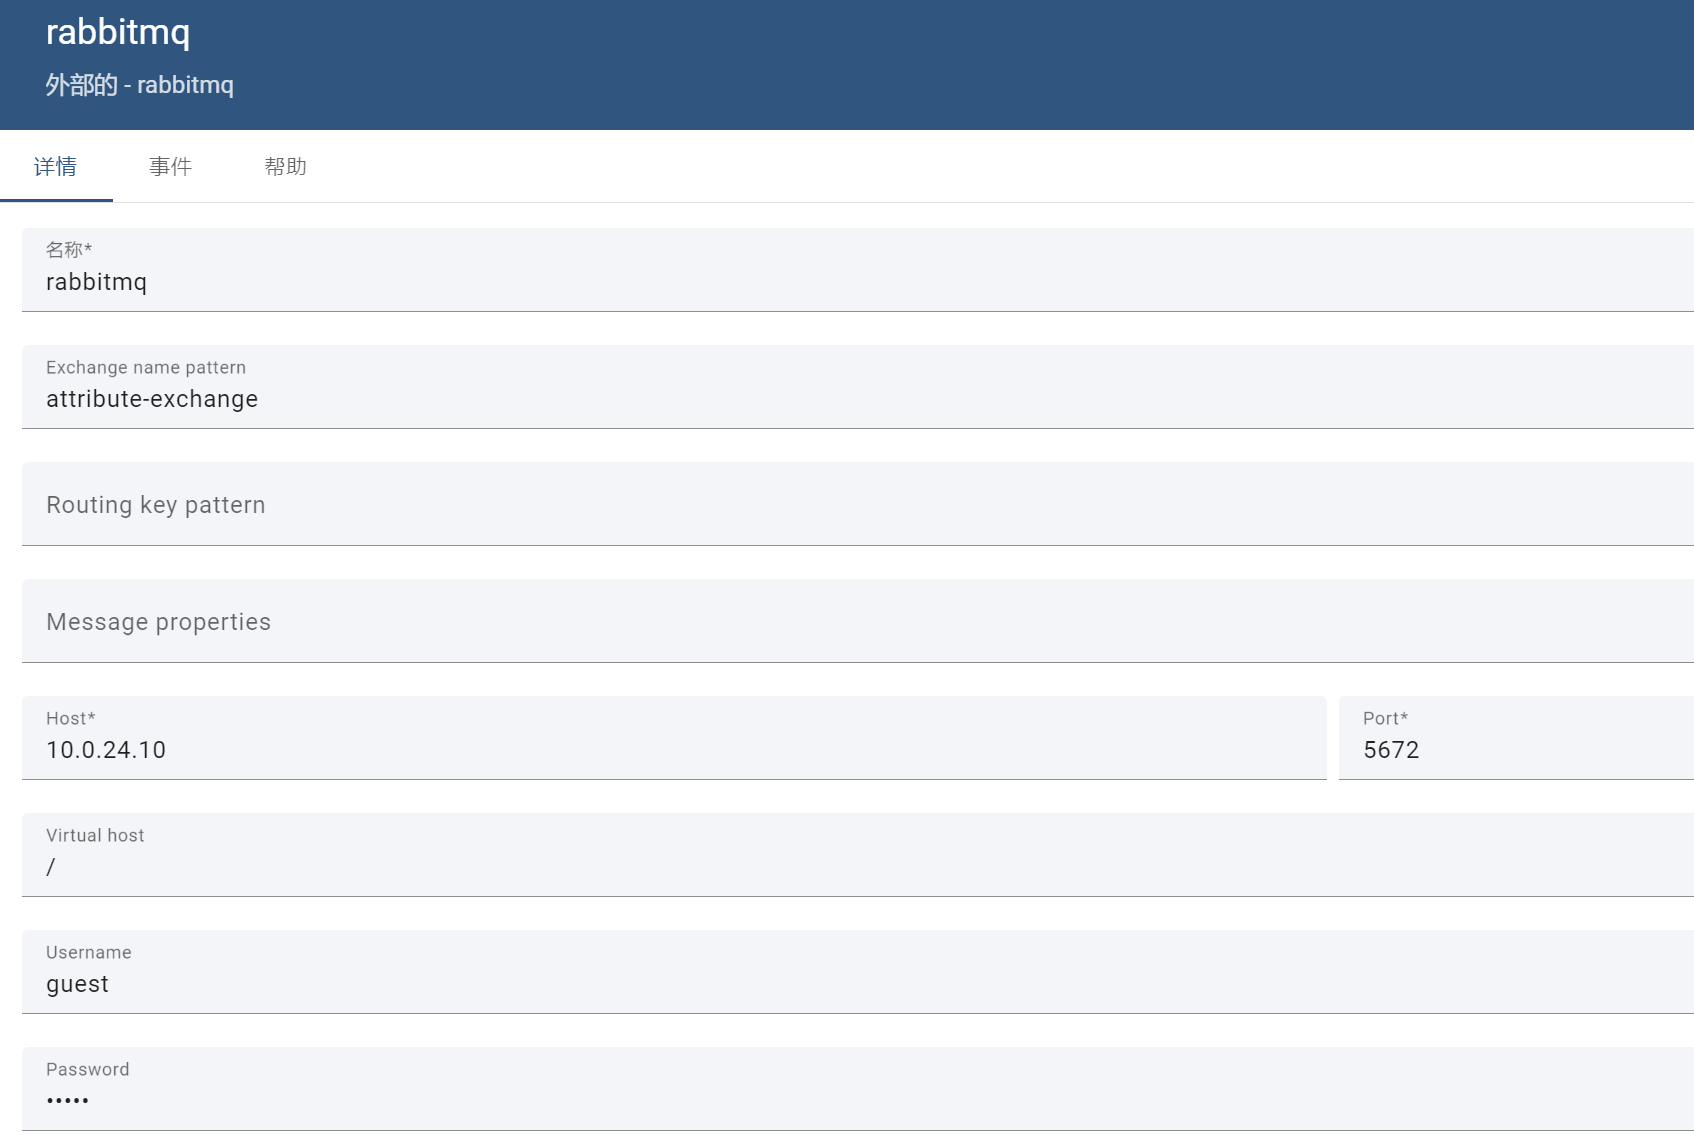 rabbitmq
外部的 - rabbitmq
详情 事件 帮助
名称*
rabbitmq
Exchange name pattern
attribute-exchange
Routing key pattern
Message properties
Host* Port*
10.0.24.10 5672
Virtual host
/
Username
guest
Password
•••••